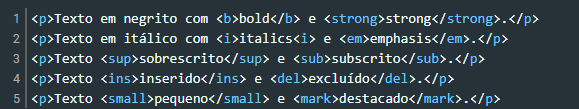 1 <p>Texto em negrito com <b>bold</b> e <strong>strong</strong>.</p>
2 <p>Texto em itálico com <i>italics<i> e <em>emphasis</em>.</p>
3 <p>Texto <sup>sobrescrito</sup> e <sub>subscrito</sub>.</p>
4 <p>Texto <ins>inserido</ins> e <del>excluído</del>.</p>
5 <p>Texto <small>pequeno</small> e <mark>destacado</mark>.</p>